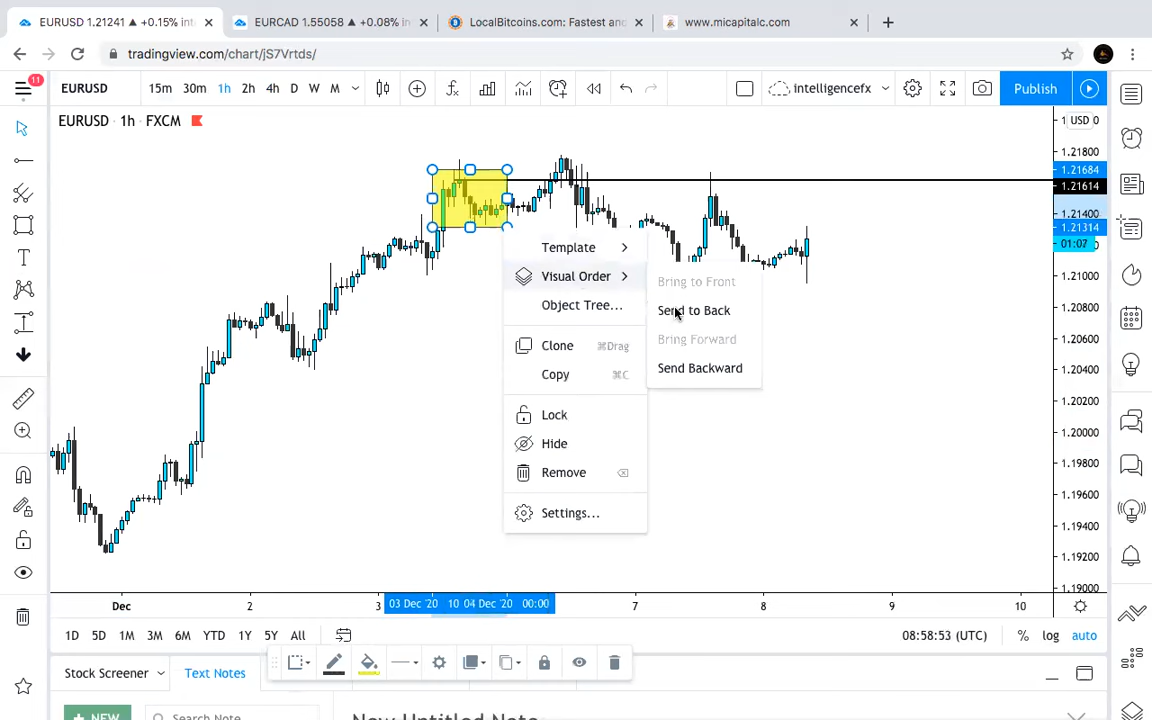 EURUSD 1.21241 ▲ +0.15% in
EURCAD 1.55058 ▲ +0.08% in
LocalBitcoins.com: Fastest and
www.micapitalc.com
tradingview.com/chart/jS7Vrtds/
11
EURUSD
15m 30m 1h 2h 4h D W M
intelligencefx
Publish
EURUSD · 1h · FXCM
USD
1.21800
1.21684
1.21614
1.21400
1.21314
01:07
1.21000
1.20800
1.20600
1.20400
1.20200
1.20000
1.19800
1.19600
1.19400
1.19200
1.19000
Template
Visual Order
Object Tree...
Clone ⌘Drag
Copy ⌘C
Lock
Hide
Remove
Settings...
Bring to Front
Send to Back
Bring Forward
Send Backward
Dec 2 3 03 Dec '20 10 04 Dec '20 00:00 7 8 9 10
1D 5D 1M 3M 6M YTD 1Y 5Y All
08:58:53 (UTC) % log auto
Stock Screener
Text Notes
+ NEW
Search Note
New Untitled Note